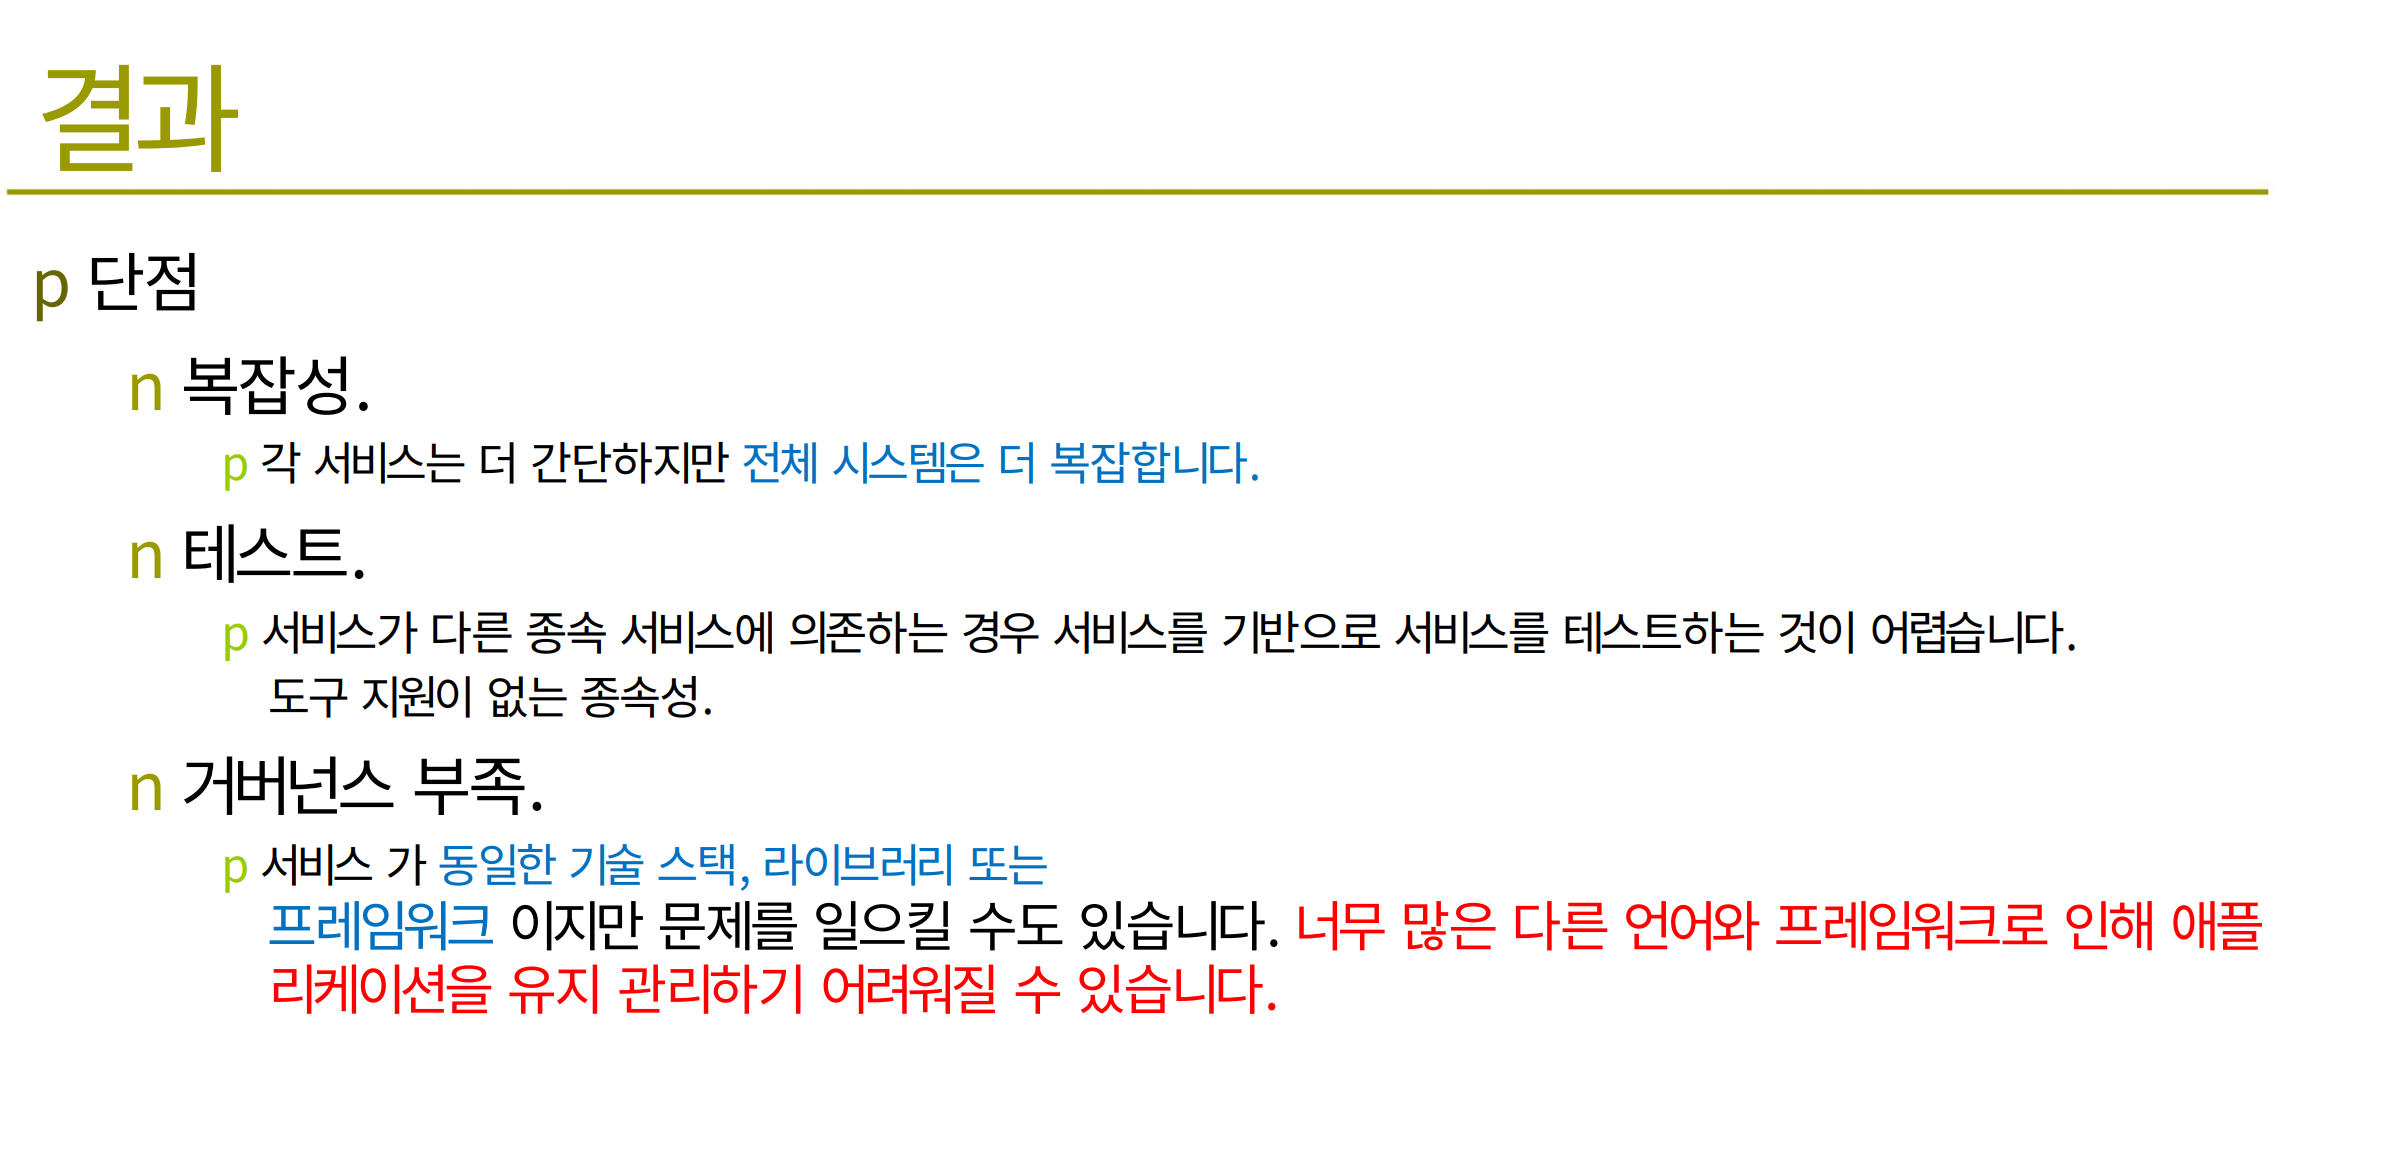 결과
p 단점
n 복잡성.
p 각 서비스는 더 간단하지만 전체 시스템은 더 복잡합니다.
n 테스트.
p 서비스가 다른 종속 서비스에 의존하는 경우 서비스를 기반으로 서비스를 테스트하는 것이 어렵습니다.
도구 지원이 없는 종속성.
n 거버넌스 부족.
p 서비스 가 동일한 기술 스택, 라이브러리 또는
프레임워크 이지만 문제를 일으킬 수도 있습니다. 너무 많은 다른 언어와 프레임워크로 인해 애플
리케이션을 유지 관리하기 어려워질 수 있습니다.